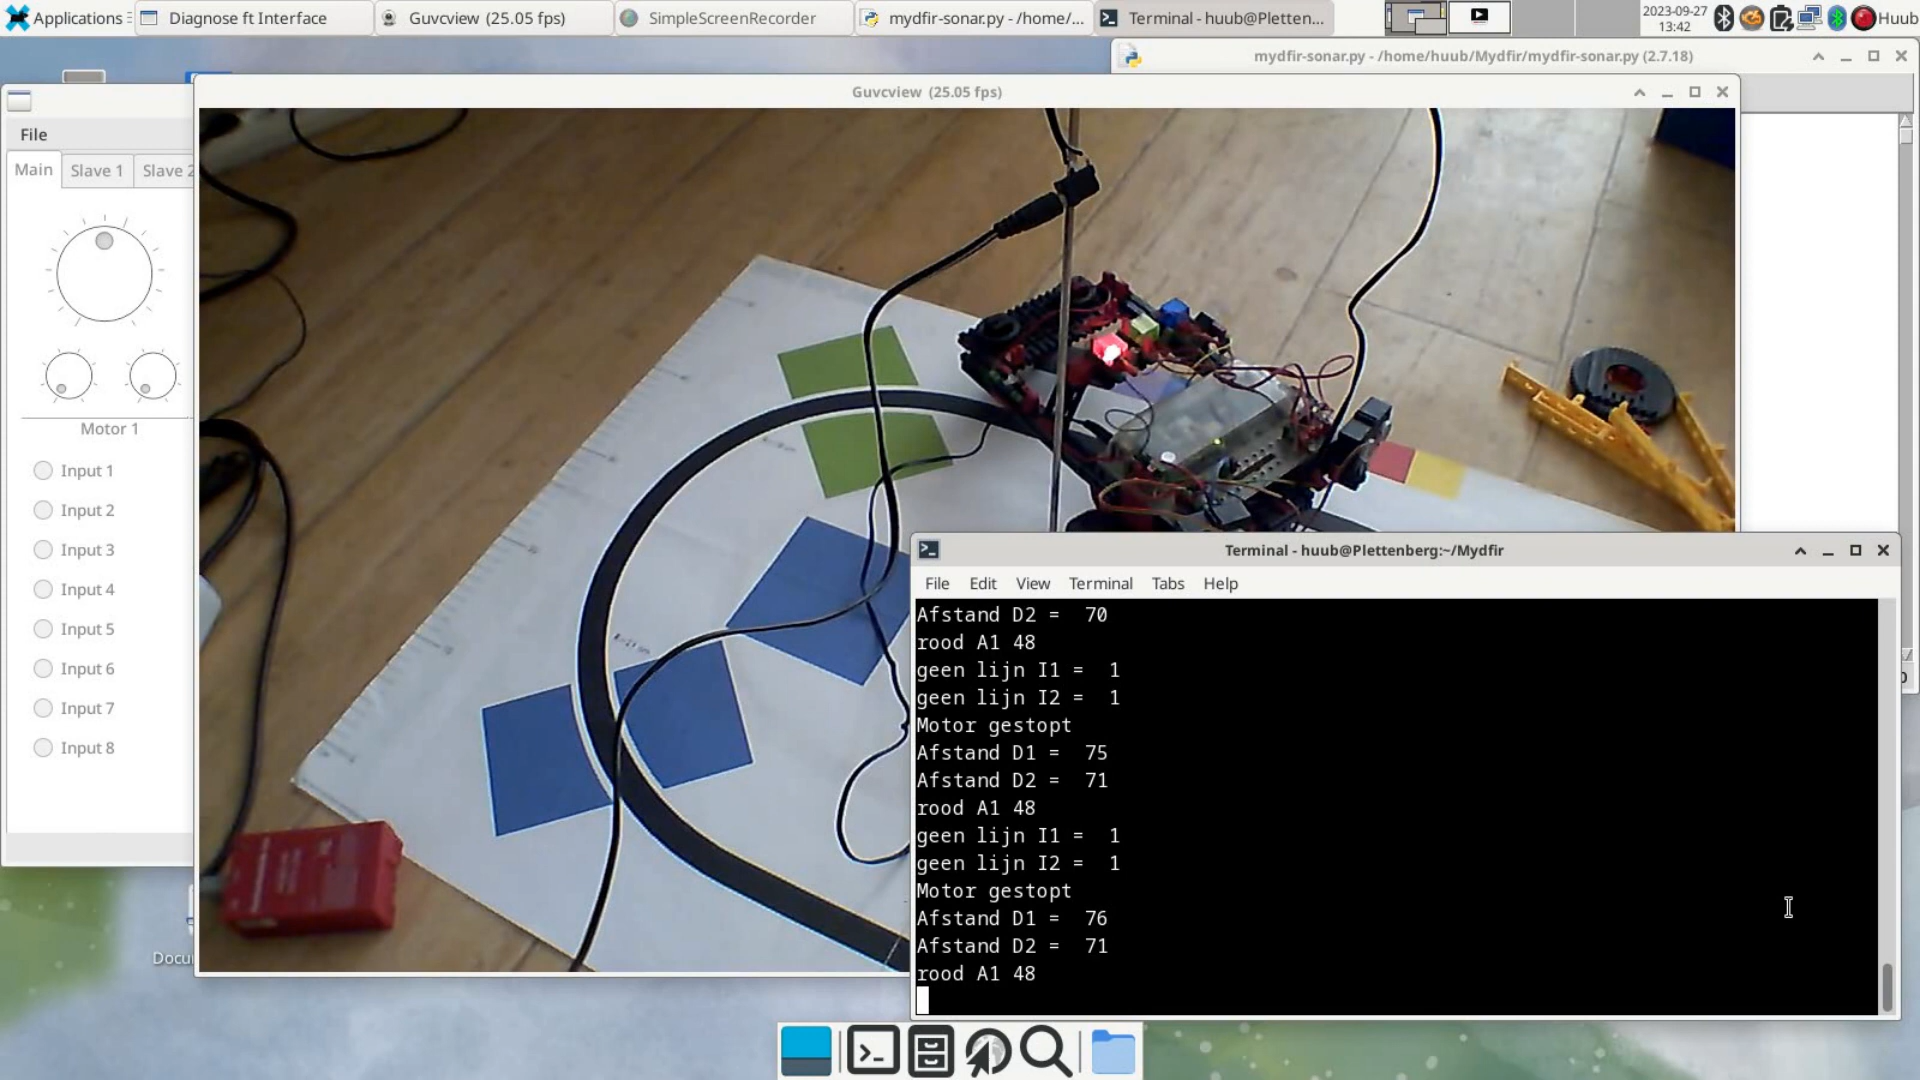 Applications
Diagnose ft Interface
Guvcview (25.05 fps)
SimpleScreenRecorder
mydfir-sonar.py - /home/...
Terminal - huub@Pletten...
2023-09-27
13:42
Huub
mydfir-sonar.py - /home/huub/Mydfir/mydfir-sonar.py (2.7.18)
Guvcview (25.05 fps)
File
Main
Slave 1
Slave 2
Motor 1
Input 1
Input 2
Input 3
Input 4
Input 5
Input 6
Input 7
Input 8
Docu
Terminal - huub@Plettenberg:~/Mydfir
File Edit View Terminal Tabs Help
Afstand D2 = 70
rood A1 48
geen lijn I1 = 1
geen lijn I2 = 1
Motor gestopt
Afstand D1 = 75
Afstand D2 = 71
rood A1 48
geen lijn I1 = 1
geen lijn I2 = 1
Motor gestopt
Afstand D1 = 76
Afstand D2 = 71
rood A1 48